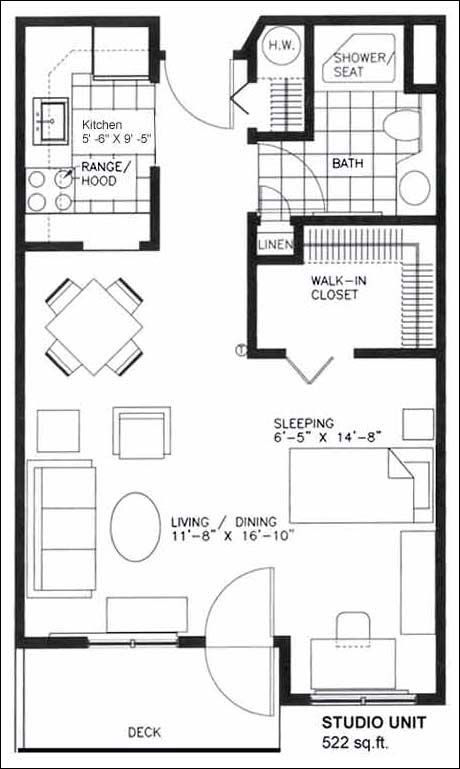 H.W.
SHOWER/
SEAT
Kitchen
5' -6" X 9' -5"
RANGE/
HOOD
BATH
LINEN
WALK-IN
CLOSET
T
SLEEPING
6'-5" X 14'-8"
LIVING / DINING
11'-8" X 16'-10"
DECK
STUDIO UNIT
522 sq.ft.